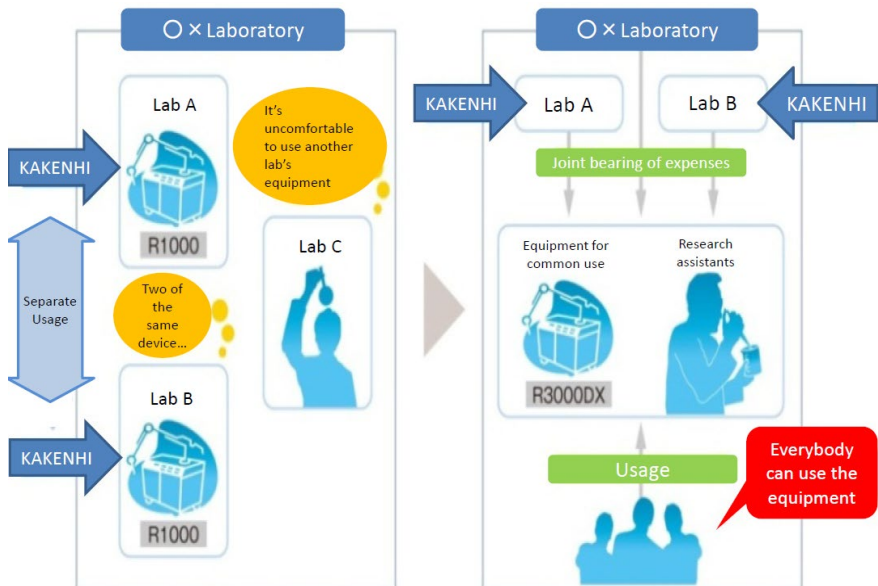 ○ × Laboratory
Lab A
KAKENHI
R1000
It's
uncomfortable
to use another
lab's
equipment
Lab C
Separate
Usage
Two of
the
same
device…
Lab B
KAKENHI
R1000
○ × Laboratory
KAKENHI
Lab A
Lab B
KAKENHI
Joint bearing of expenses
Equipment for
common use
R3000DX
Research
assistants
Usage
Everybody
can use the
equipment